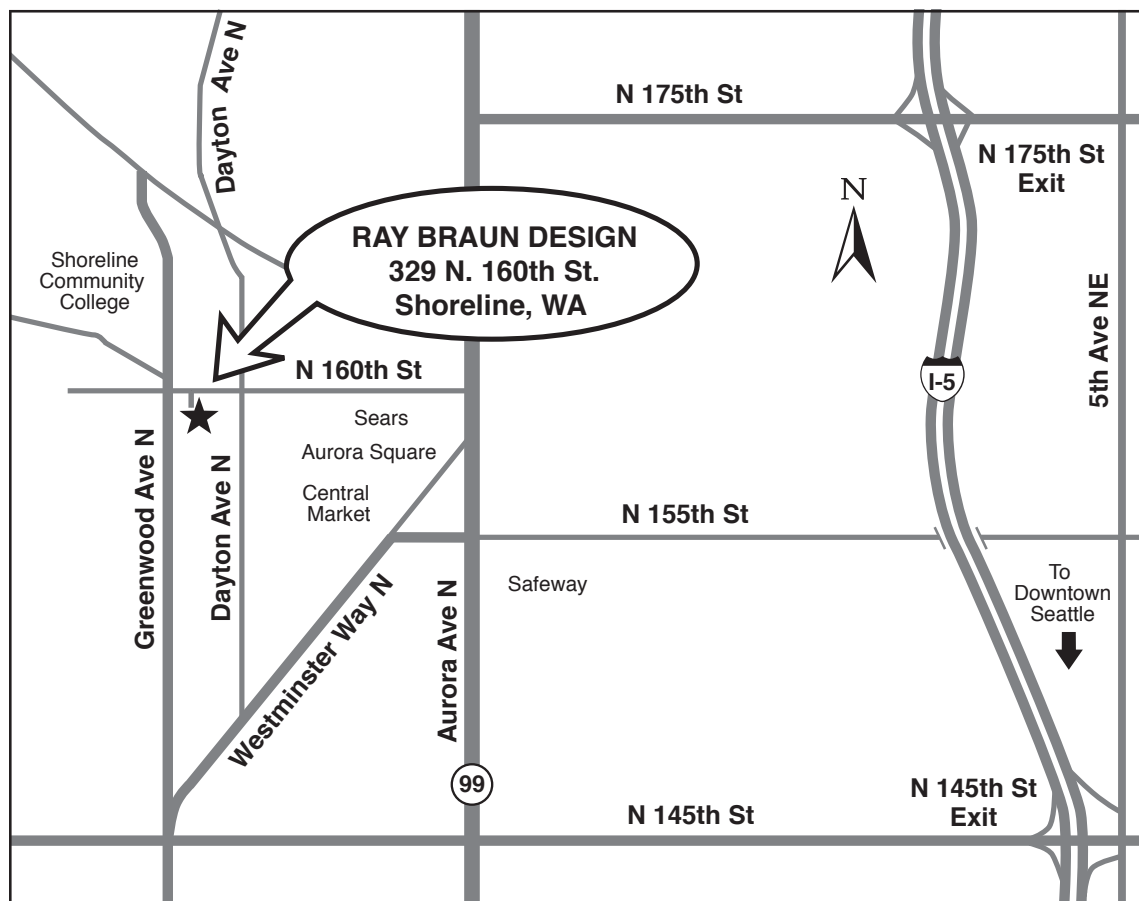 Dayton Ave N
N 175th St
N 175th St
Exit
N
RAY BRAUN DESIGN
329 N. 160th St.
Shoreline, WA
Shoreline
Community
College
5th Ave NE
N 160th St
I-5
Sears
Aurora Square
Central
Market
Greenwood Ave N
Dayton Ave N
Westminster Way N
Aurora Ave N
N 155th St
Safeway
To
Downtown
Seattle
99
N 145th St
N 145th St
Exit